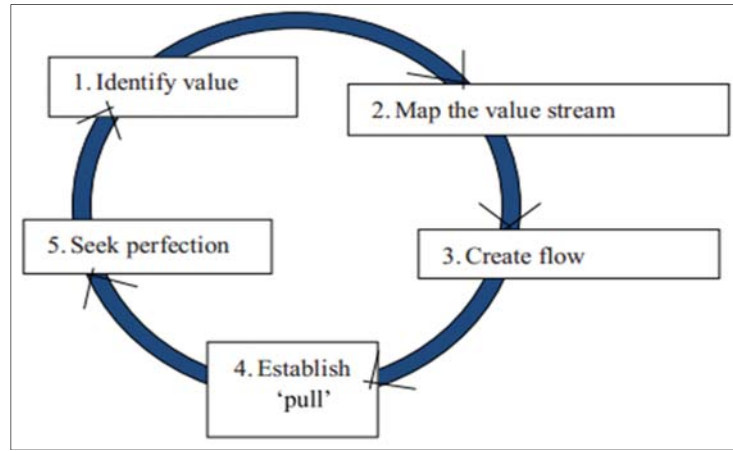 1. Identify value
2. Map the value stream
3. Create flow
4. Establish
‘pull’
5. Seek perfection